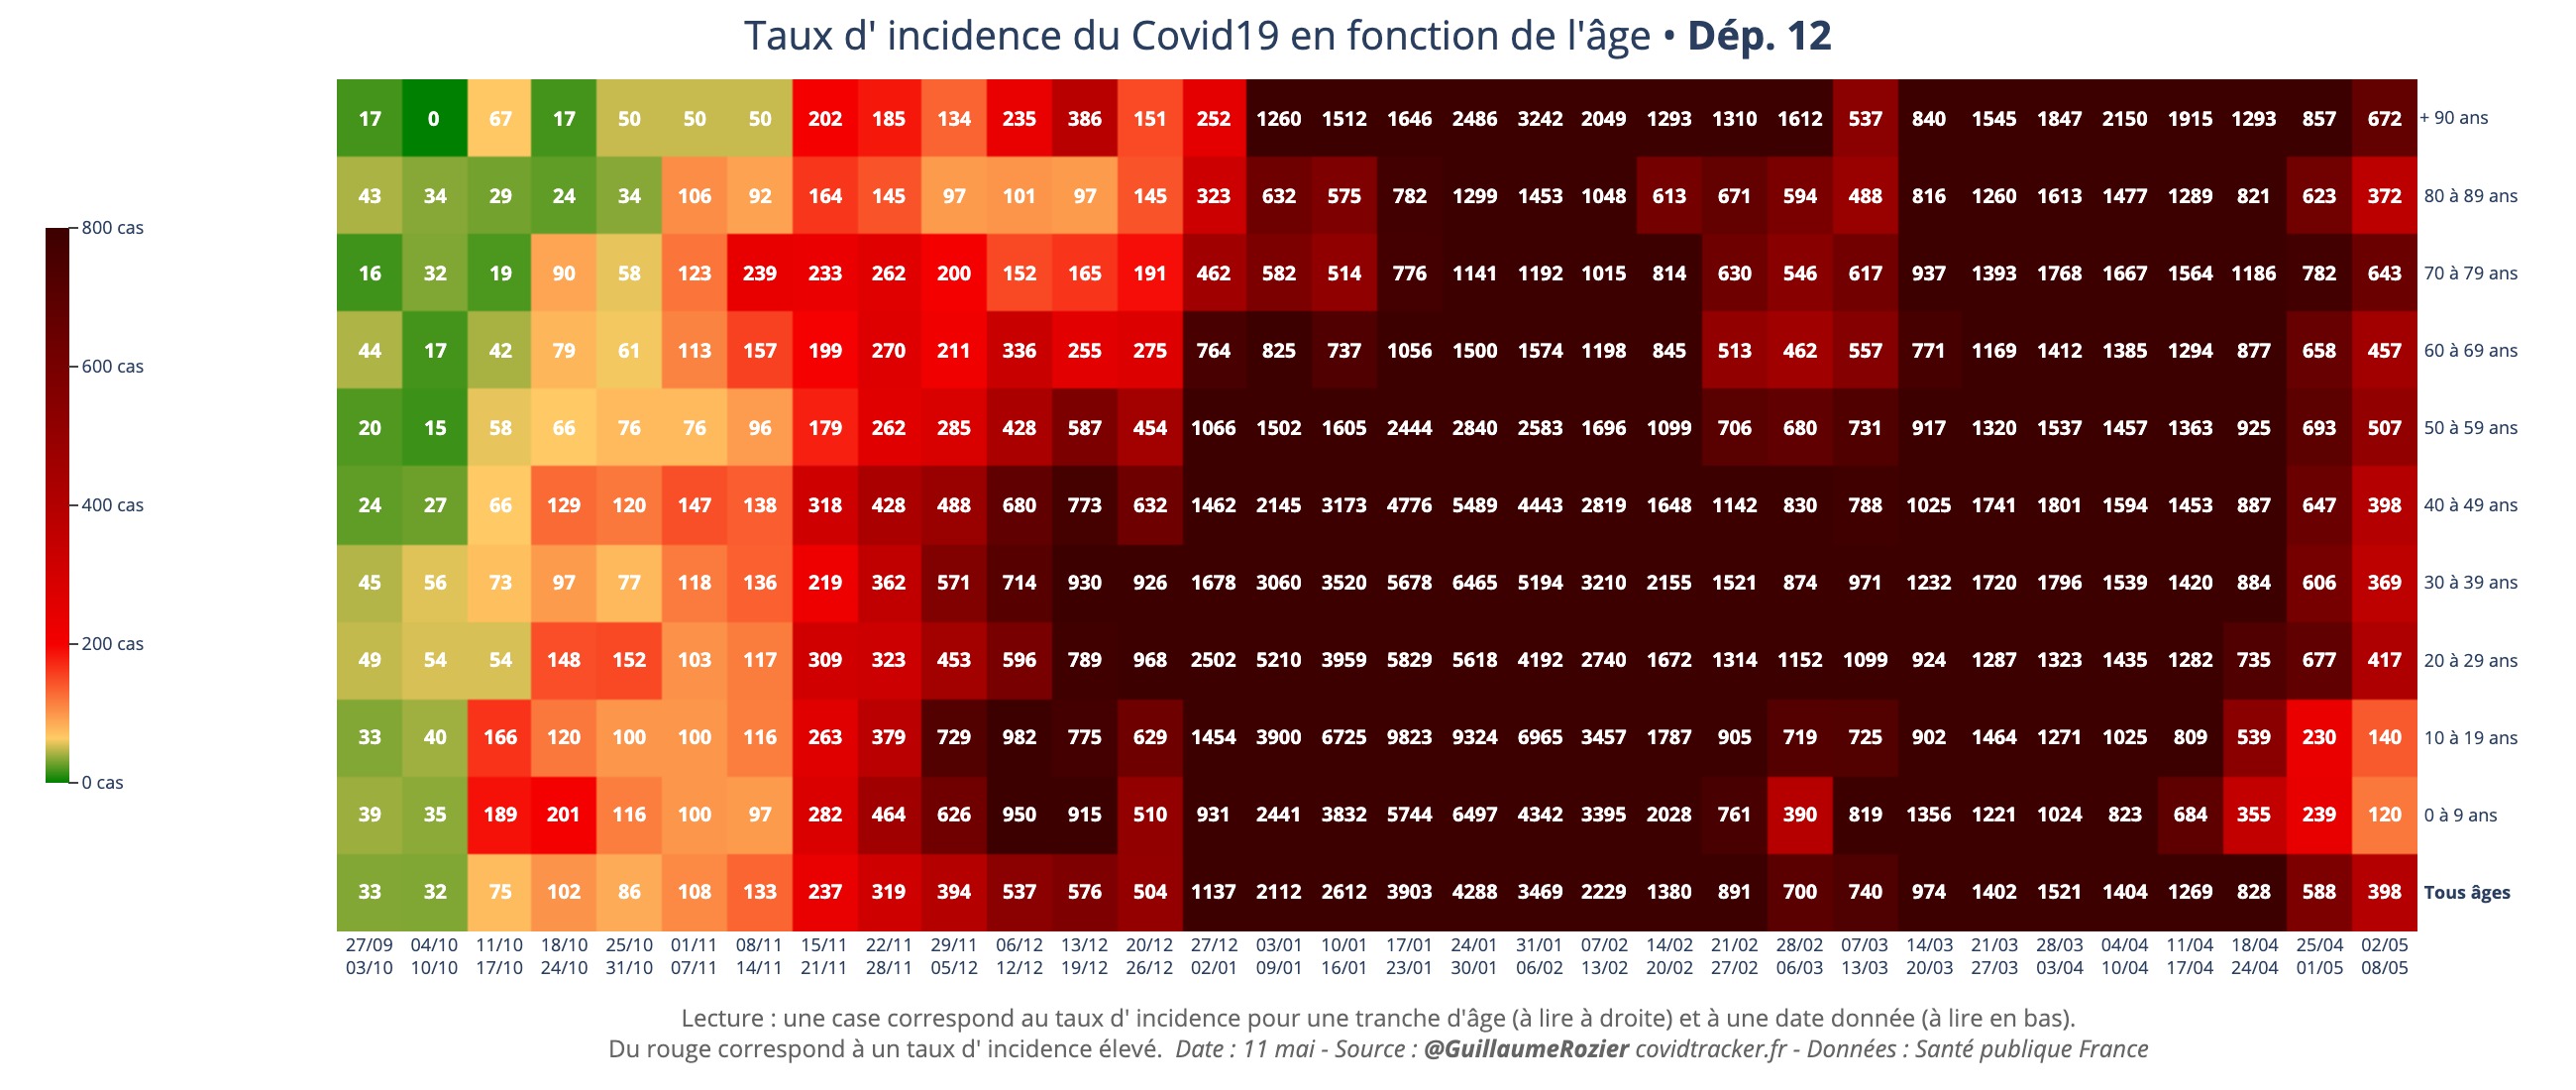 Taux d' incidence du Covid19 en fonction de l'âge • Dép. 12
17 0 67 17 50 50 50 202 185 134 235 386 151 252 1260 1512 1646 2486 3242 2049 1293 1310 1612 537 840 1545 1847 2150 1915 1293 857 672 + 90 ans
43 34 29 24 34 106 92 164 145 97 101 97 145 323 632 575 782 1299 1453 1048 613 671 594 488 816 1260 1613 1477 1289 821 623 372 80 à 89 ans
800 cas
16 32 19 90 58 123 239 233 262 200 152 165 191 462 582 514 776 1141 1192 1015 814 630 546 617 937 1393 1768 1667 1564 1186 782 643 70 à 79 ans
44 17 42 79 61 113 157 199 270 211 336 255 275 764 825 737 1056 1500 1574 1198 845 513 462 557 771 1169 1412 1385 1294 877 658 457 60 à 69 ans
600 cas
20 15 58 66 76 76 96 179 262 285 428 587 454 1066 1502 1605 2444 2840 2583 1696 1099 706 680 731 917 1320 1537 1457 1363 925 693 507 50 à 59 ans
400 cas
24 27 66 129 120 147 138 318 428 488 680 773 632 1462 2145 3173 4776 5489 4443 2819 1648 1142 830 788 1025 1741 1801 1594 1453 887 647 398 40 à 49 ans
45 56 73 97 77 118 136 219 362 571 714 930 926 1678 3060 3520 5678 6465 5194 3210 2155 1521 874 971 1232 1720 1796 1539 1420 884 606 369 30 à 39 ans
200 cas
49 54 54 148 152 103 117 309 323 453 596 789 968 2502 5210 3959 5829 5618 4192 2740 1672 1314 1152 1099 924 1287 1323 1435 1282 735 677 417 20 à 29 ans
33 40 166 120 100 100 116 263 379 729 982 775 629 1454 3900 6725 9823 9324 6965 3457 1787 905 719 725 902 1464 1271 1025 809 539 230 140 10 à 19 ans
0 cas
39 35 189 201 116 100 97 282 464 626 950 915 510 931 2441 3832 5744 6497 4342 3395 2028 761 390 819 1356 1221 1024 823 684 355 239 120 0 à 9 ans
33 32 75 102 86 108 133 237 319 394 537 576 504 1137 2112 2612 3903 4288 3469 2229 1380 891 700 740 974 1402 1521 1404 1269 828 588 398 Tous âges
27/09 04/10 11/10 18/10 25/10 01/11 08/11 15/11 22/11 29/11 06/12 13/12 20/12 27/12 03/01 10/01 17/01 24/01 31/01 07/02 14/02 21/02 28/02 07/03 14/03 21/03 28/03 04/04 11/04 18/04 25/04 02/05
03/10 10/10 17/10 24/10 31/10 07/11 14/11 21/11 28/11 05/12 12/12 19/12 26/12 02/01 09/01 16/01 23/01 30/01 06/02 13/02 20/02 27/02 06/03 13/03 20/03 27/03 03/04 10/04 17/04 24/04 01/05 08/05
Lecture : une case correspond au taux d' incidence pour une tranche d'âge (à lire à droite) et à une date donnée (à lire en bas).
Du rouge correspond à un taux d' incidence élevé. Date : 11 mai - Source : @GuillaumeRozier covidtracker.fr - Données : Santé publique France